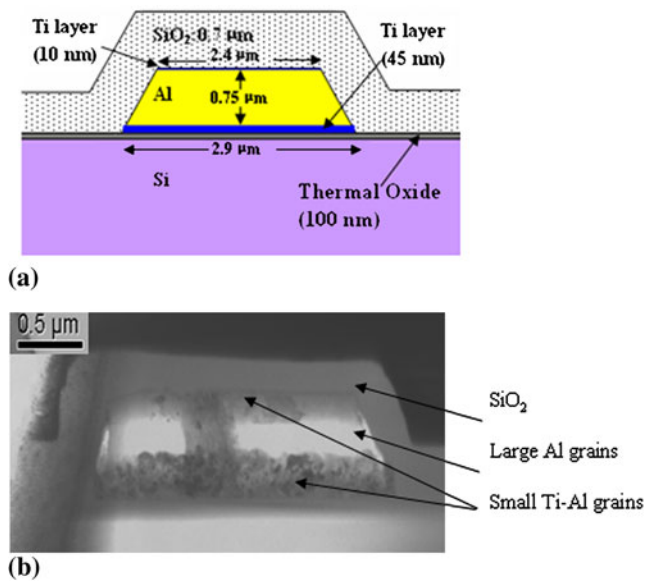 Ti layer
(10 nm)
SiO2-0.7 μm
2.4 μm
Ti layer
(45 nm)
Al
0.75 μm
2.9 μm
Si
Thermal Oxide
(100 nm)
(a)
0.5 μm
SiO2
Large Al grains
Small Ti-Al grains
(b)